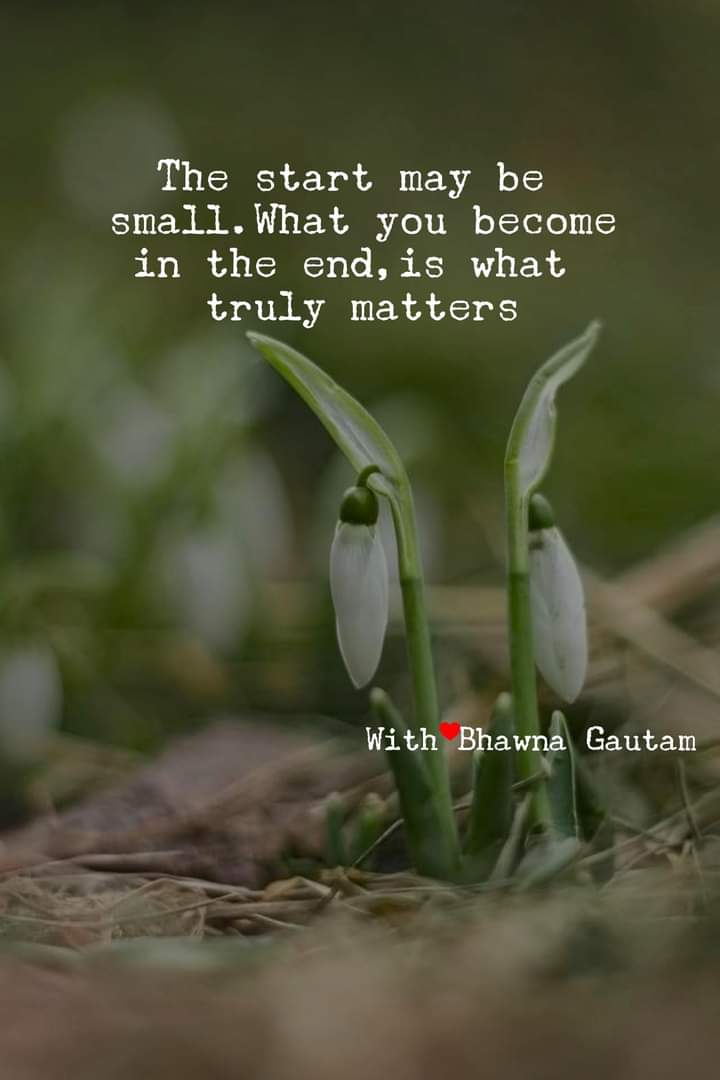 The start may be
small.What you become
in the end,is what
truly matters
With❤Bhawna Gautam